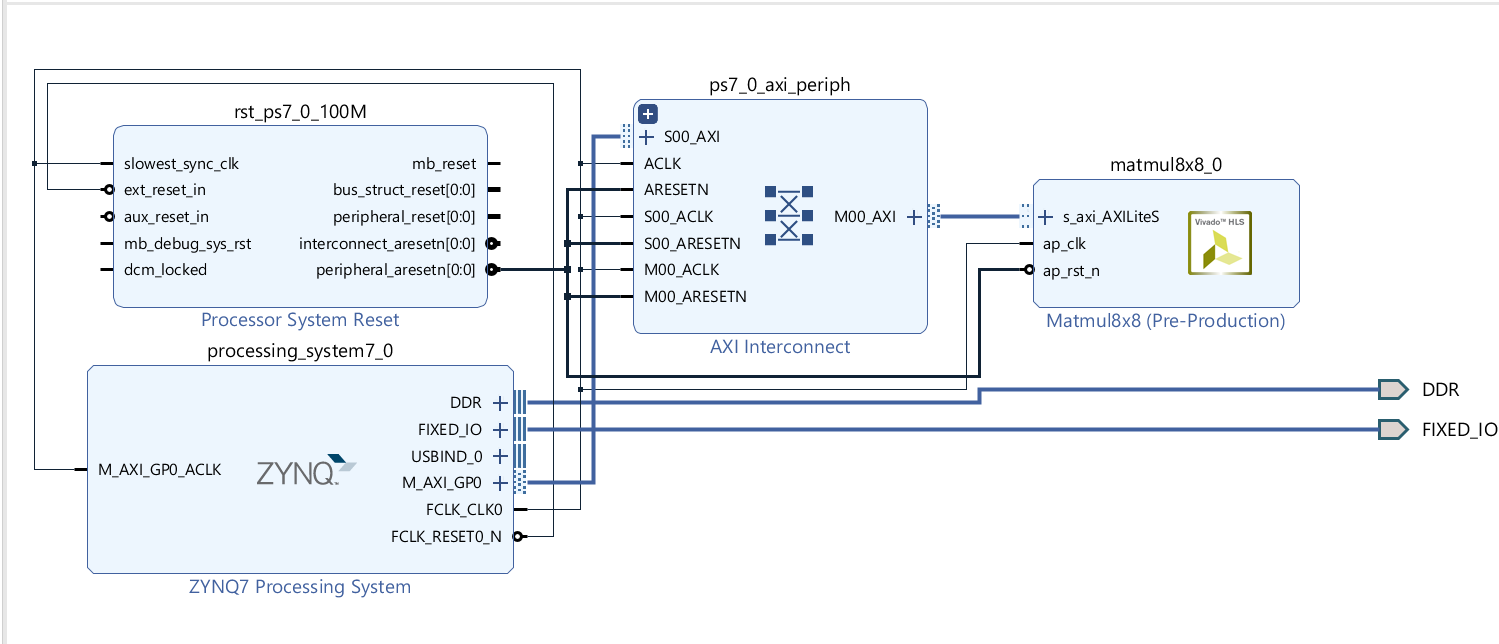 rst_ps7_0_100M
slowest_sync_clk
ext_reset_in
aux_reset_in
mb_debug_sys_rst
dcm_locked
mb_reset
bus_struct_reset[0:0]
peripheral_reset[0:0]
interconnect_aresetn[0:0]
peripheral_aresetn[0:0]
Processor System Reset
ps7_0_axi_periph
S00_AXI
ACLK
ARESETN
S00_ACLK
S00_ARESETN
M00_ACLK
M00_ARESETN
M00_AXI
AXI Interconnect
matmul8x8_0
s_axi_AXILiteS
ap_clk
ap_rst_n
Vivado™ HLS
Matmul8x8 (Pre-Production)
processing_system7_0
M_AXI_GP0_ACLK
ZYNQ
DDR
FIXED_IO
USBIND_0
M_AXI_GP0
FCLK_CLK0
FCLK_RESET0_N
ZYNQ7 Processing System
DDR
FIXED_IO